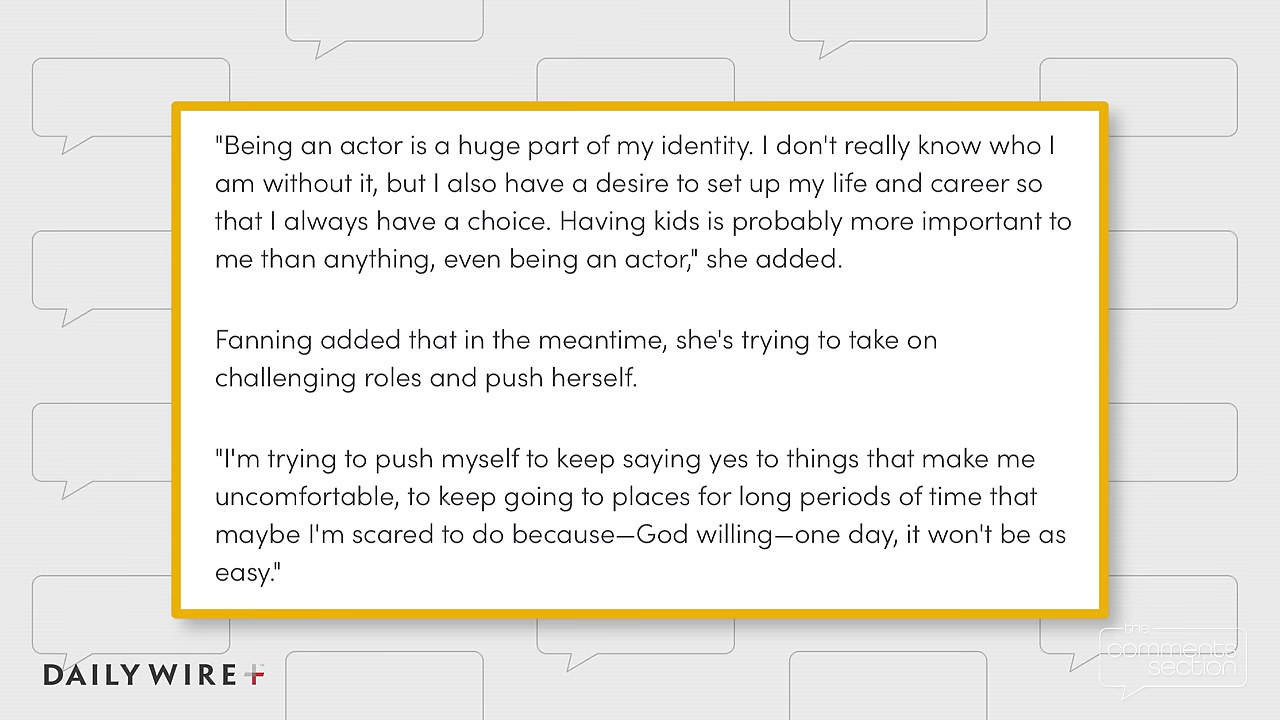 "Being an actor is a huge part of my identity. I don't really know who I
am without it, but I also have a desire to set up my life and career so
that I always have a choice. Having kids is probably more important to
me than anything, even being an actor," she added.
Fanning added that in the meantime, she's trying to take on
challenging roles and push herself.
"I'm trying to push myself to keep saying yes to things that make me
uncomfortable, to keep going to places for long periods of time that
maybe I'm scared to do because—God willing—one day, it won't be as
easy."
DAILY WIRE+
the
comments
section